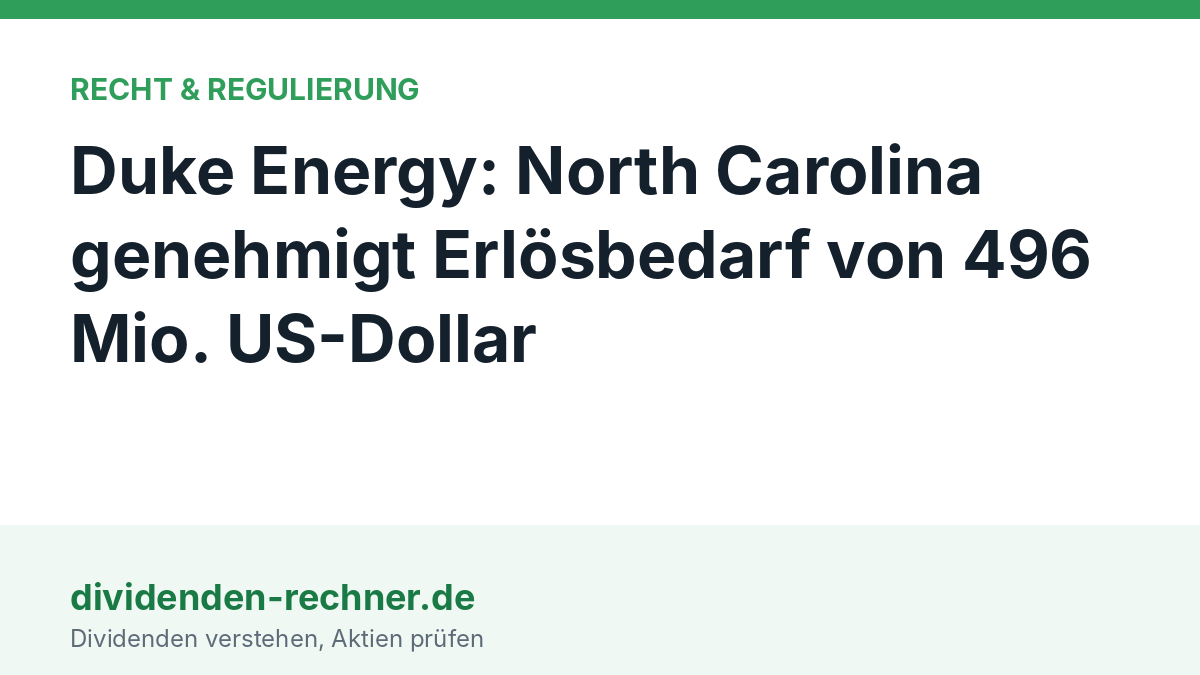 RECHT & REGULIERUNG
Duke Energy: North Carolina
genehmigt Erlösbedarf von 496
Mio. US-Dollar
dividenden-rechner.de
Dividenden verstehen, Aktien prüfen